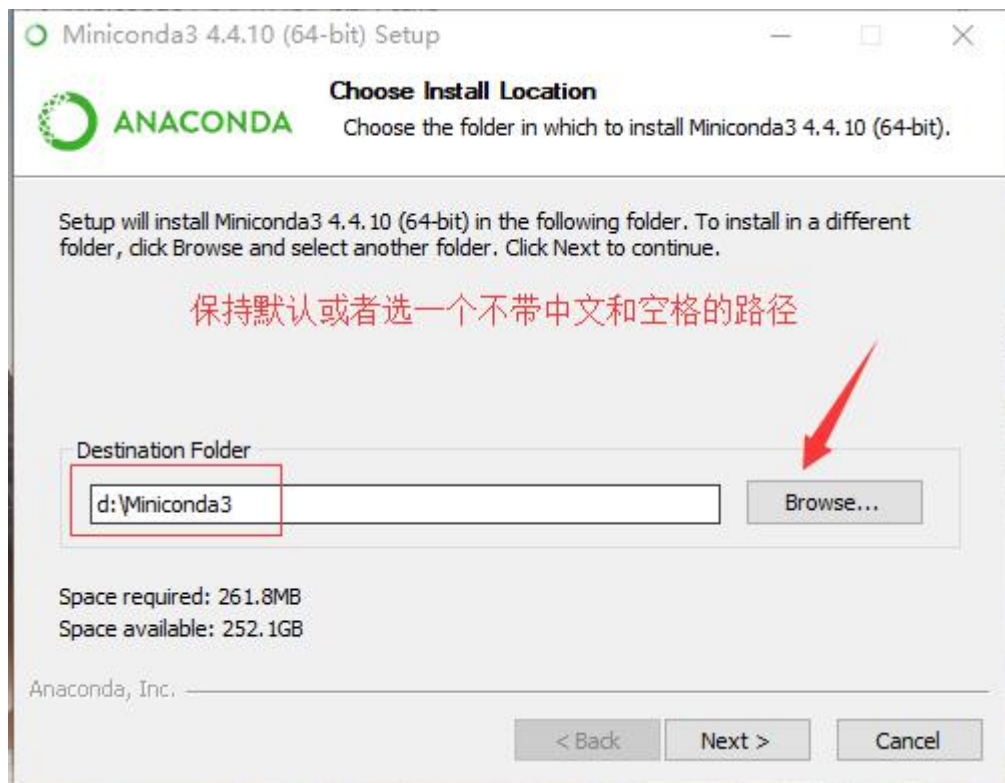 Miniconda3 4.4.10 (64-bit) Setup
ANACONDA
Choose Install Location
Choose the folder in which to install Miniconda3 4.4.10 (64-bit).
Setup will install Miniconda3 4.4.10 (64-bit) in the following folder. To install in a different
folder, click Browse and select another folder. Click Next to continue.
保持默认或者选一个不带中文和空格的路径
Destination Folder
d:\Miniconda3
Browse...
Space required: 261.8MB
Space available: 252.1GB
Anaconda, Inc.
< Back
Next >
Cancel